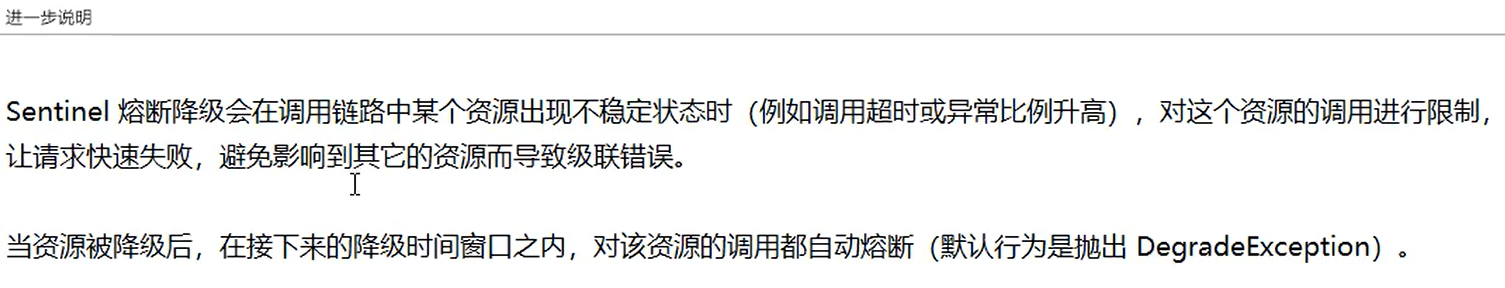 进一步说明
Sentinel 熔断降级会在调用链路中某个资源出现不稳定状态时（例如调用超时或异常比例升高），对这个资源的调用进行限制，
让请求快速失败，避免影响到其它的资源而导致级联错误。
当资源被降级后，在接下来的降级时间窗口之内，对该资源的调用都自动熔断（默认行为是抛出 DegradeException）。